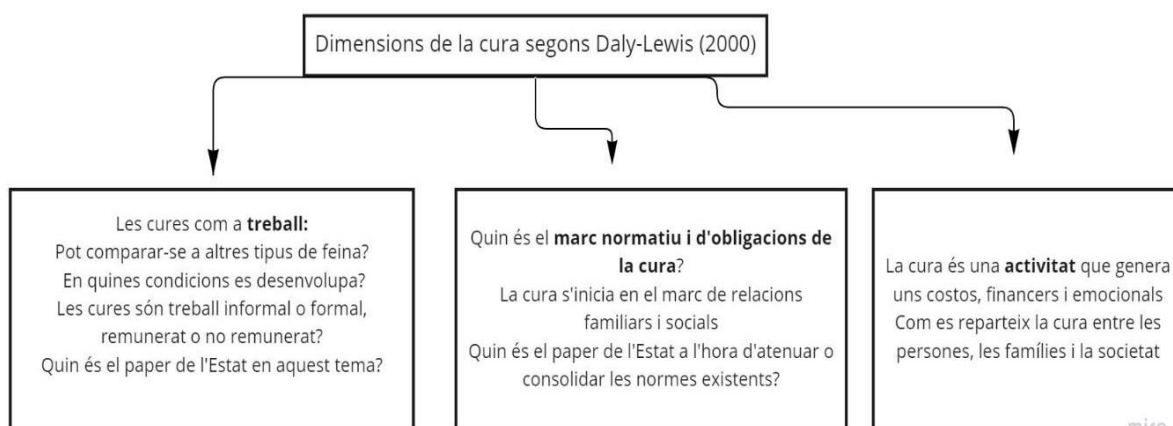 Dimensions de la cura segons Daly-Lewis (2000)
Les cures com a treball:
Pot comparar-se a altres tipus de feina?
En quines condicions es desenvolupa?
Les cures són treball informal o formal,
remunerat o no remunerat?
Quin és el paper de l'Estat en aquest tema?
Quin és el marc normatiu i d'obligacions de
la cura?
La cura s'inicia en el marc de relacions
familiars i socials
Quin és el paper de l'Estat a l'hora d'atenuar o
consolidar les normes existents?
La cura és una activitat que genera
uns costos, financers i emocionals
Com es reparteix la cura entre les
persones, les famílies i la societat